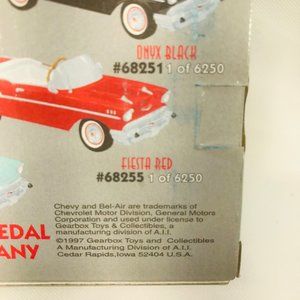 ONYX BLACK
#68251 1 of 6250
FIESTA RED
#68255 1 of 6250
EDAL
ANY
Chevy and Bel-Air are trademarks of
Chevrolet Motor Division, General Motors
Corporation and used under license to
Gearbox Toys & Collectibles, a
manufacturing division of A.I.I.
©1997 Gearbox Toys and Collectibles
A Manufacturing Division of A.I.I.
Cedar Rapids,Iowa 52404 U.S.A.